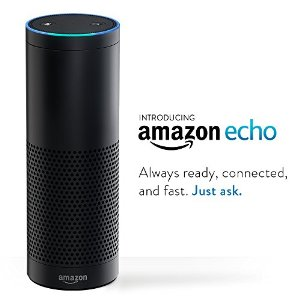 INTRODUCING
amazon echo
Always ready, connected,
and fast. Just ask.
amazon